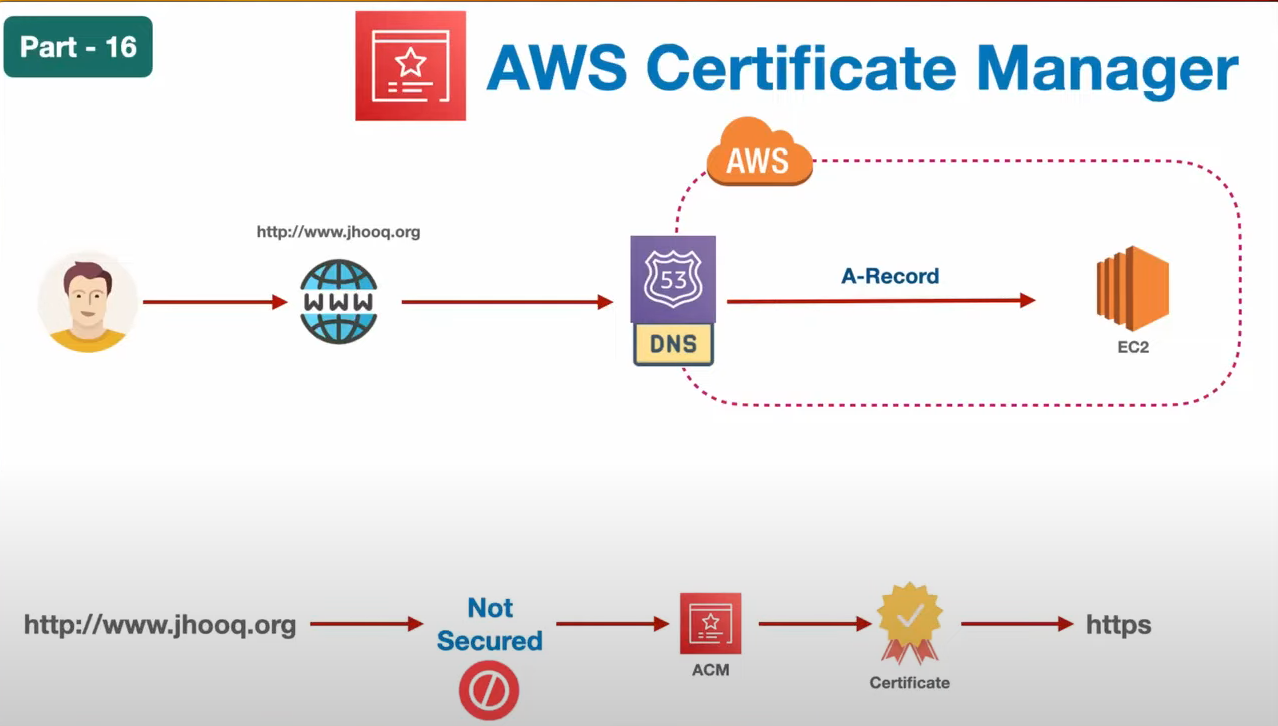 Part - 16
AWS Certificate Manager
AWS
http://www.jhooq.org
WWW
53
DNS
A-Record
EC2
http://www.jhooq.org
Not
Secured
ACM
Certificate
https